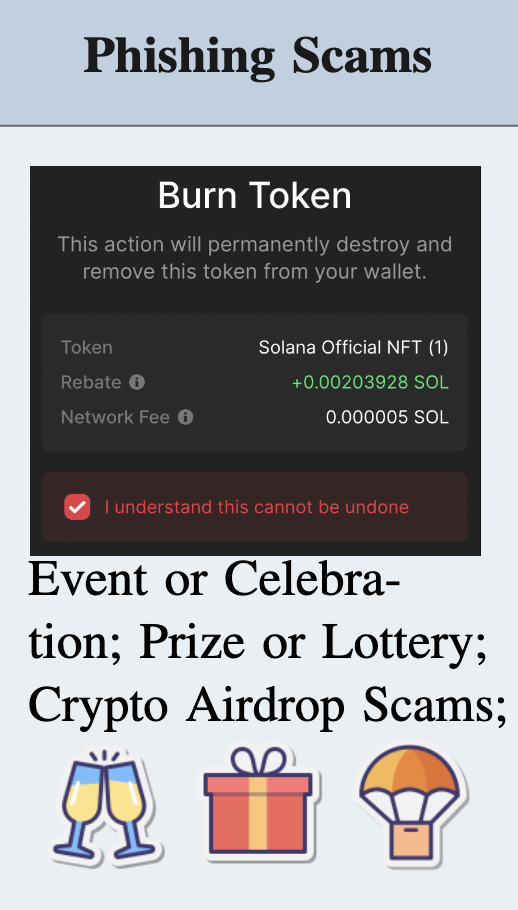 Phishing Scams
Burn Token
This action will permanently destroy and
remove this token from your wallet.
Token Solana Official NFT (1)
Rebate +0.00203928 SOL
Network Fee 0.000005 SOL
I understand this cannot be undone
Event or Celebra-
tion; Prize or Lottery;
Crypto Airdrop Scams;